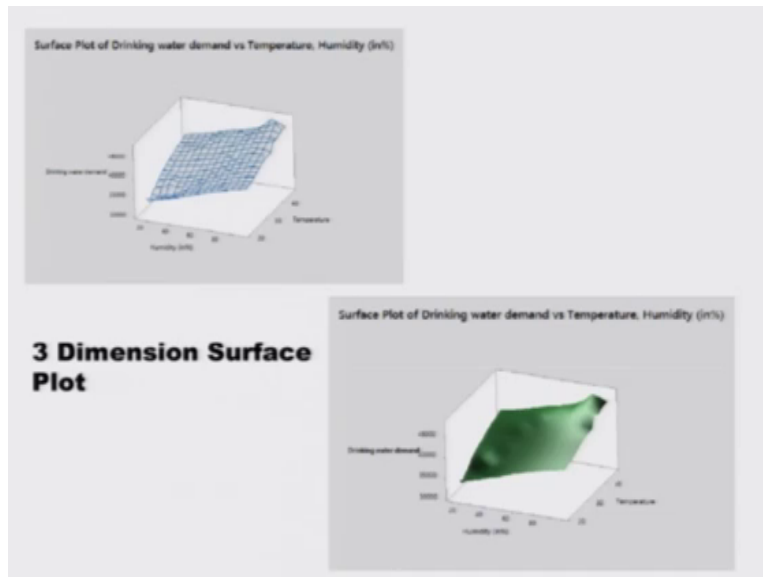 Surface Plot of Drinking water demand vs Temperature, Humidity (in%)
Drinking water demand
Temperature
Humidity (in%)
3 Dimension Surface
Plot
Surface Plot of Drinking water demand vs Temperature, Humidity (in%)
Drinking water demand
Temperature
Humidity (in%)